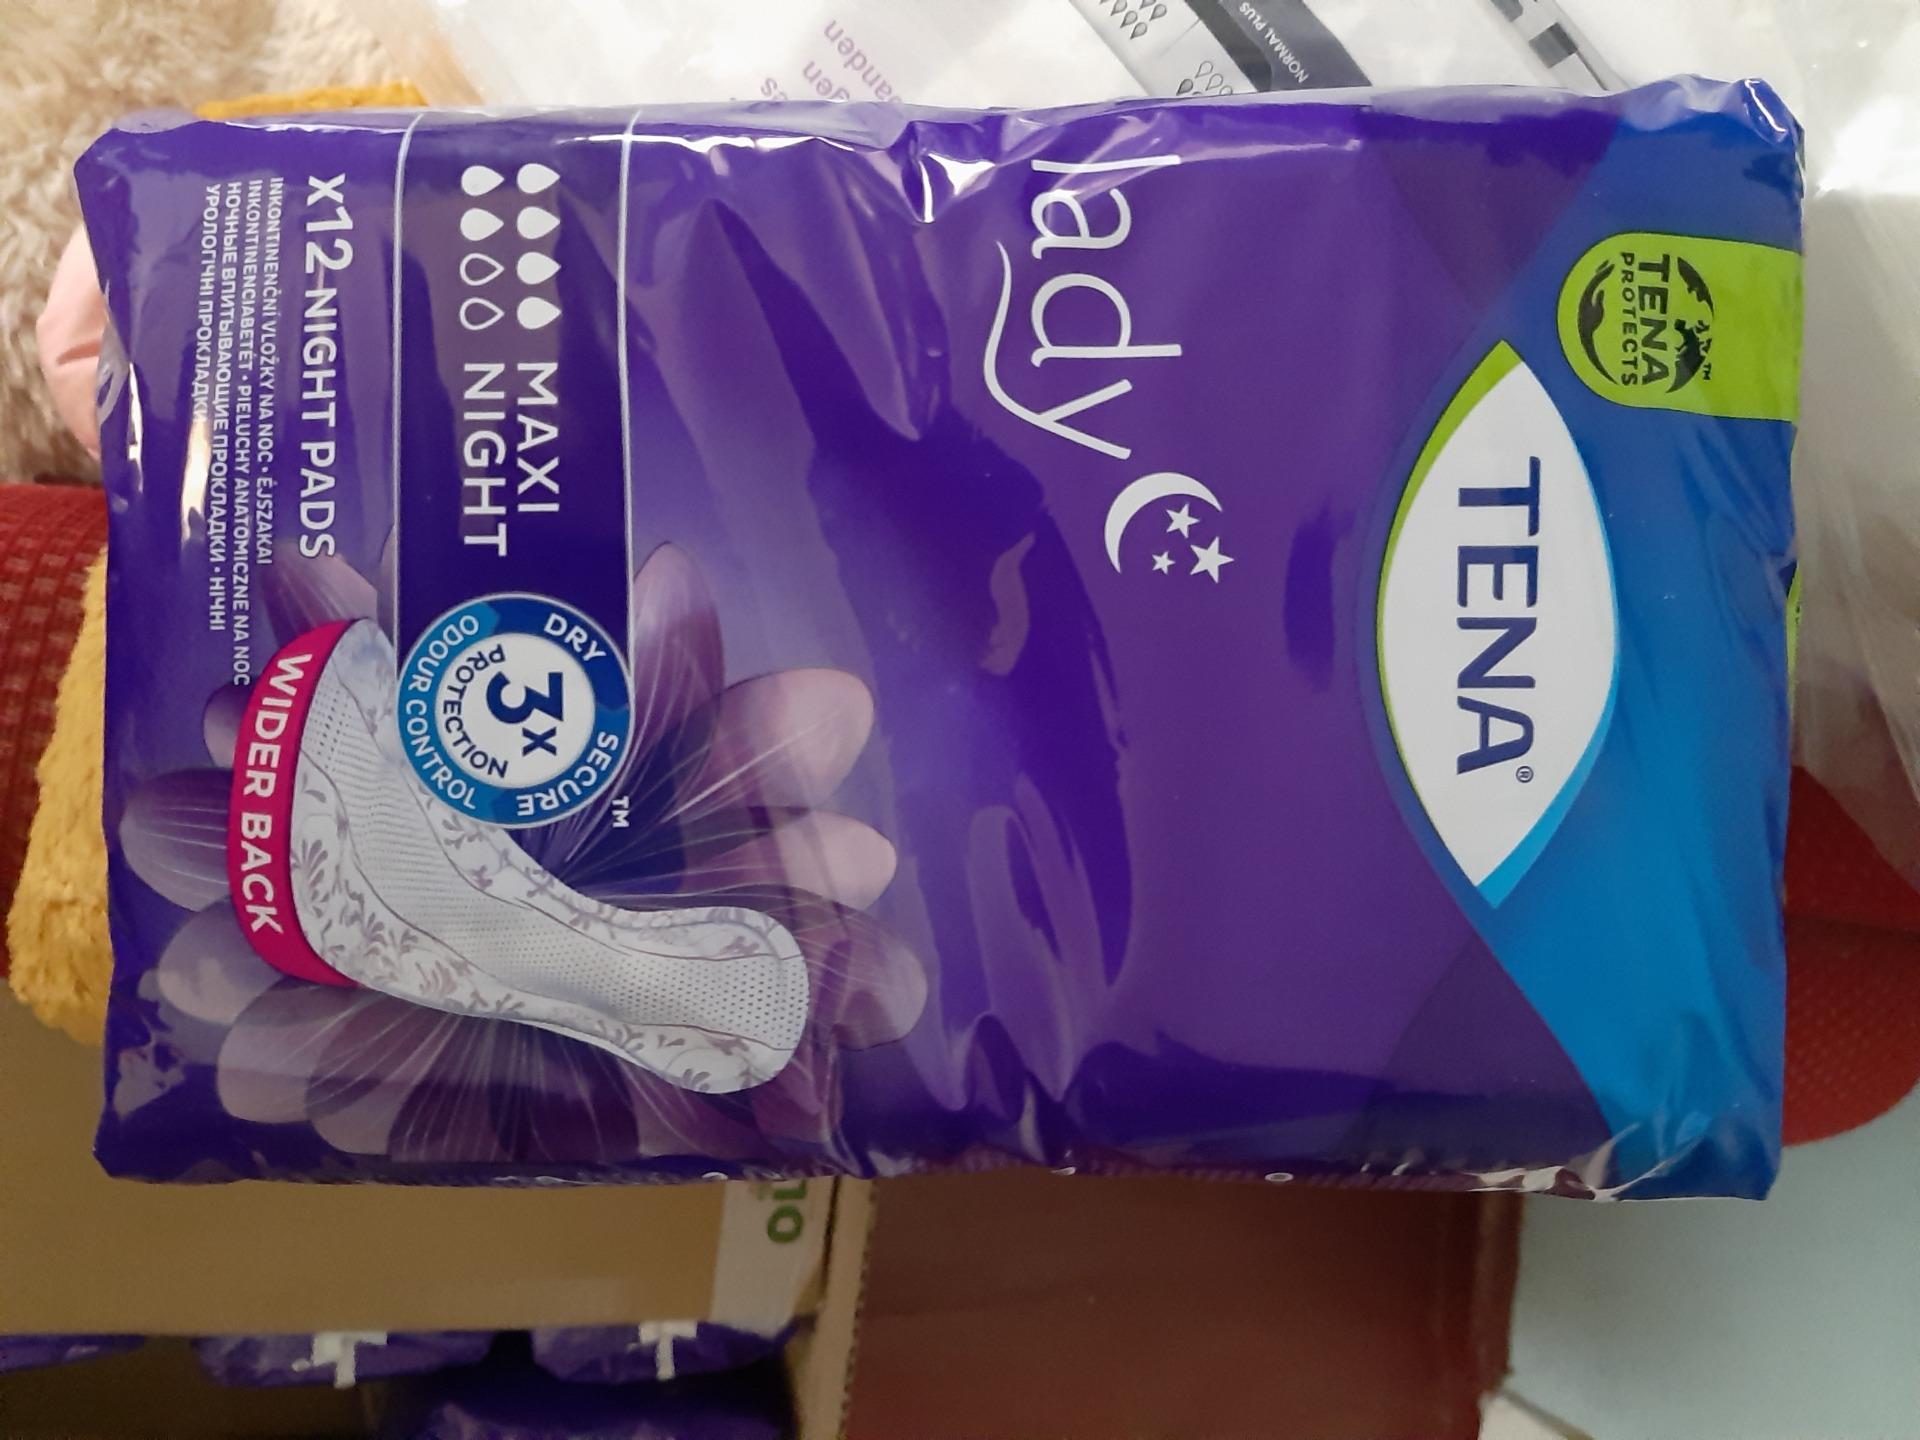 TENA
PROTECTS
™
TENA®
lady
MAXI
NIGHT
DRY
SECURE
ODOUR CONTROL
3x
PROTECTION
™
x12 NIGHT PADS
INKONTINENČNÍ VLOŽKY NA NOC • ÉJSZAKAI
INKONTINENCIABETÉT • PIELUCHY ANATOMICZNE NA NOC
НОЧНЫЕ ВПИТЫВАЮЩИЕ ПРОКЛАДКИ • НІЧНІ
УРОЛОГІЧНІ ПРОКЛАДКИ
WIDER BACK
NORMAL PLUS